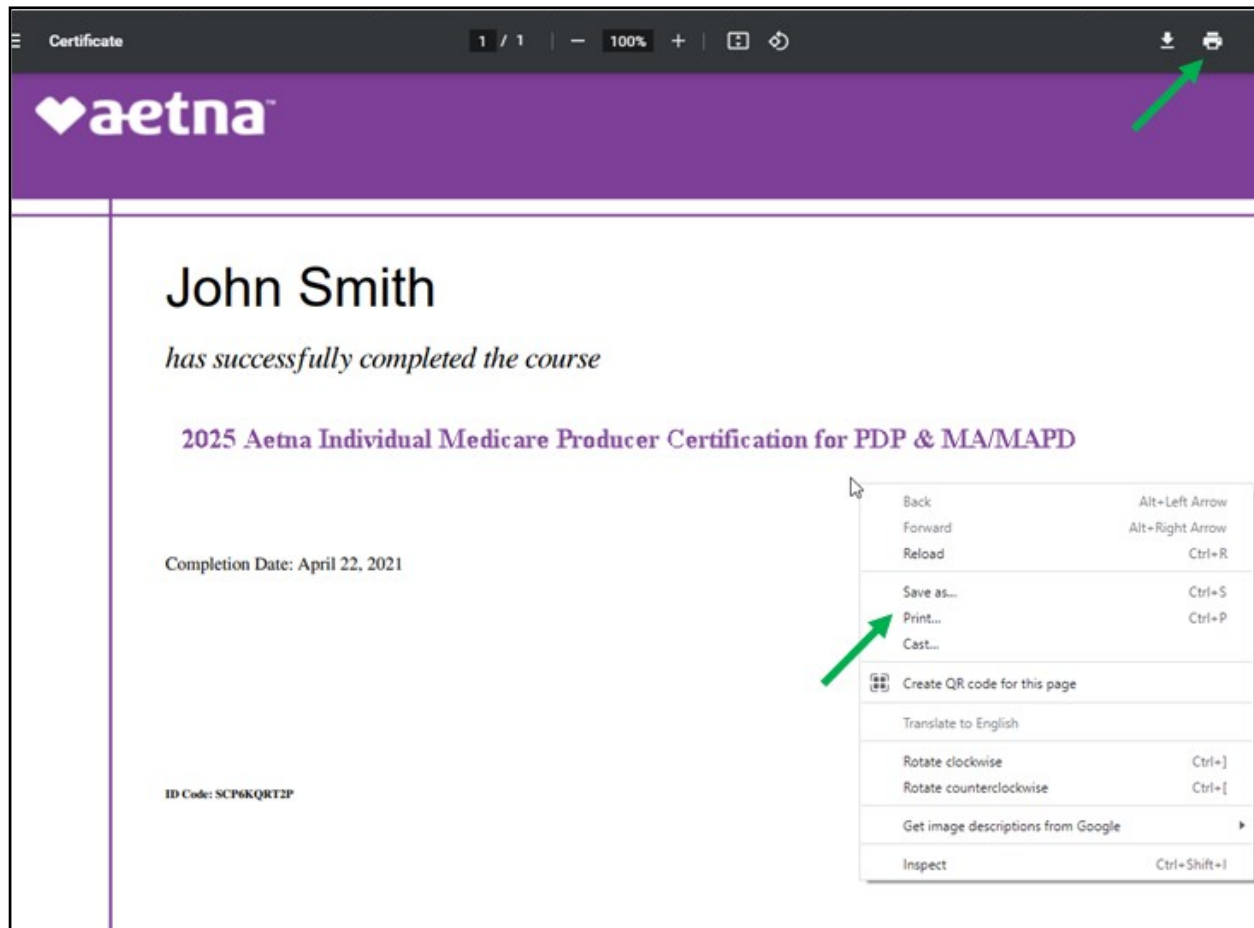 Certificate
1 / 1 | − 100% + |
aetna™
John Smith
has successfully completed the course
2025 Aetna Individual Medicare Producer Certification for PDP & MA/MAPD
Back Alt+Left Arrow
Forward Alt+Right Arrow
Reload Ctrl+R
Completion Date: April 22, 2021
Save as... Ctrl+S
Print... Ctrl+P
Cast...
Create QR code for this page
Translate to English
Rotate clockwise Ctrl+]
Rotate counterclockwise Ctrl+[
ID Code: SCP6KQRT2P
Get image descriptions from Google
Inspect Ctrl+Shift+I